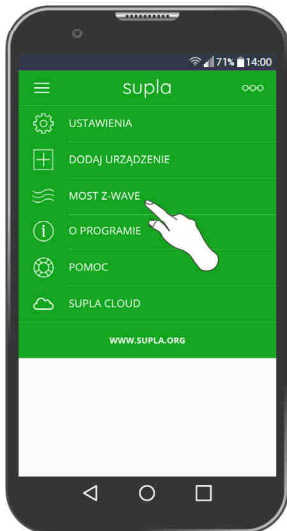 71% 14:00
supla
USTAWIENIA
DODAJ URZĄDZENIE
MOST Z-WAVE
O PROGRAMIE
POMOC
SUPLA CLOUD
WWW.SUPLA.ORG